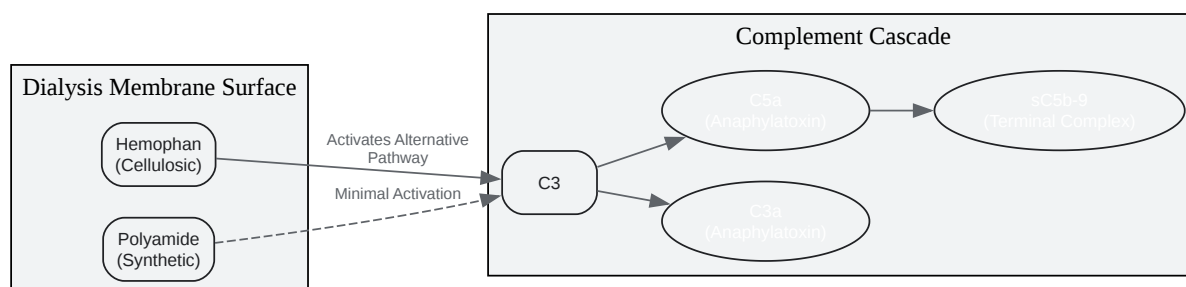 Complement Cascade
Dialysis Membrane Surface
Hemophan
(Cellulosic)
Polyamide
(Synthetic)
Activates Alternative
Pathway
Minimal Activation
C3
C5a
(Anaphylatoxin)
sC5b-9
(Terminal Complex)
C3a
(Anaphylatoxin)